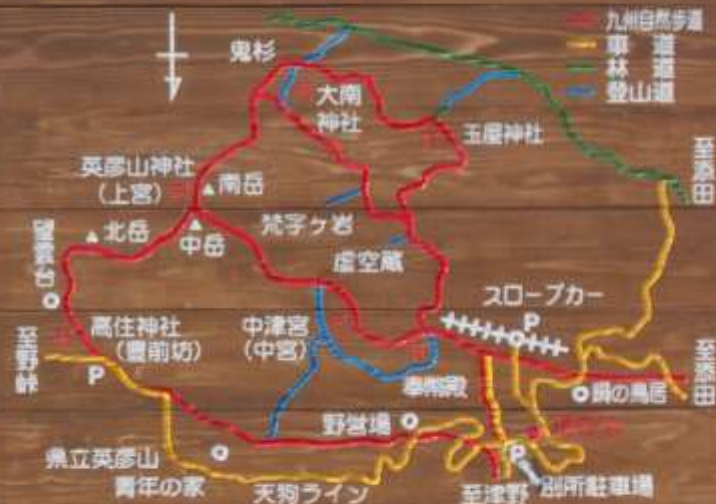 九州自然歩道
車道
林道
登山道
鬼杉
大南
神社
玉屋神社
至添田
英彦山神社
(上宮)
南岳
梵字ヶ岩
北岳
中岳
望雲台
虚空蔵
スロープカー
P
高住神社
(豊前坊)
中津宮
(中宮)
至野峠
P
奉幣殿
至添田
銅の鳥居
野営場
県立英彦山
青年の家
天狗ライン
至津野
P
別所駐車場